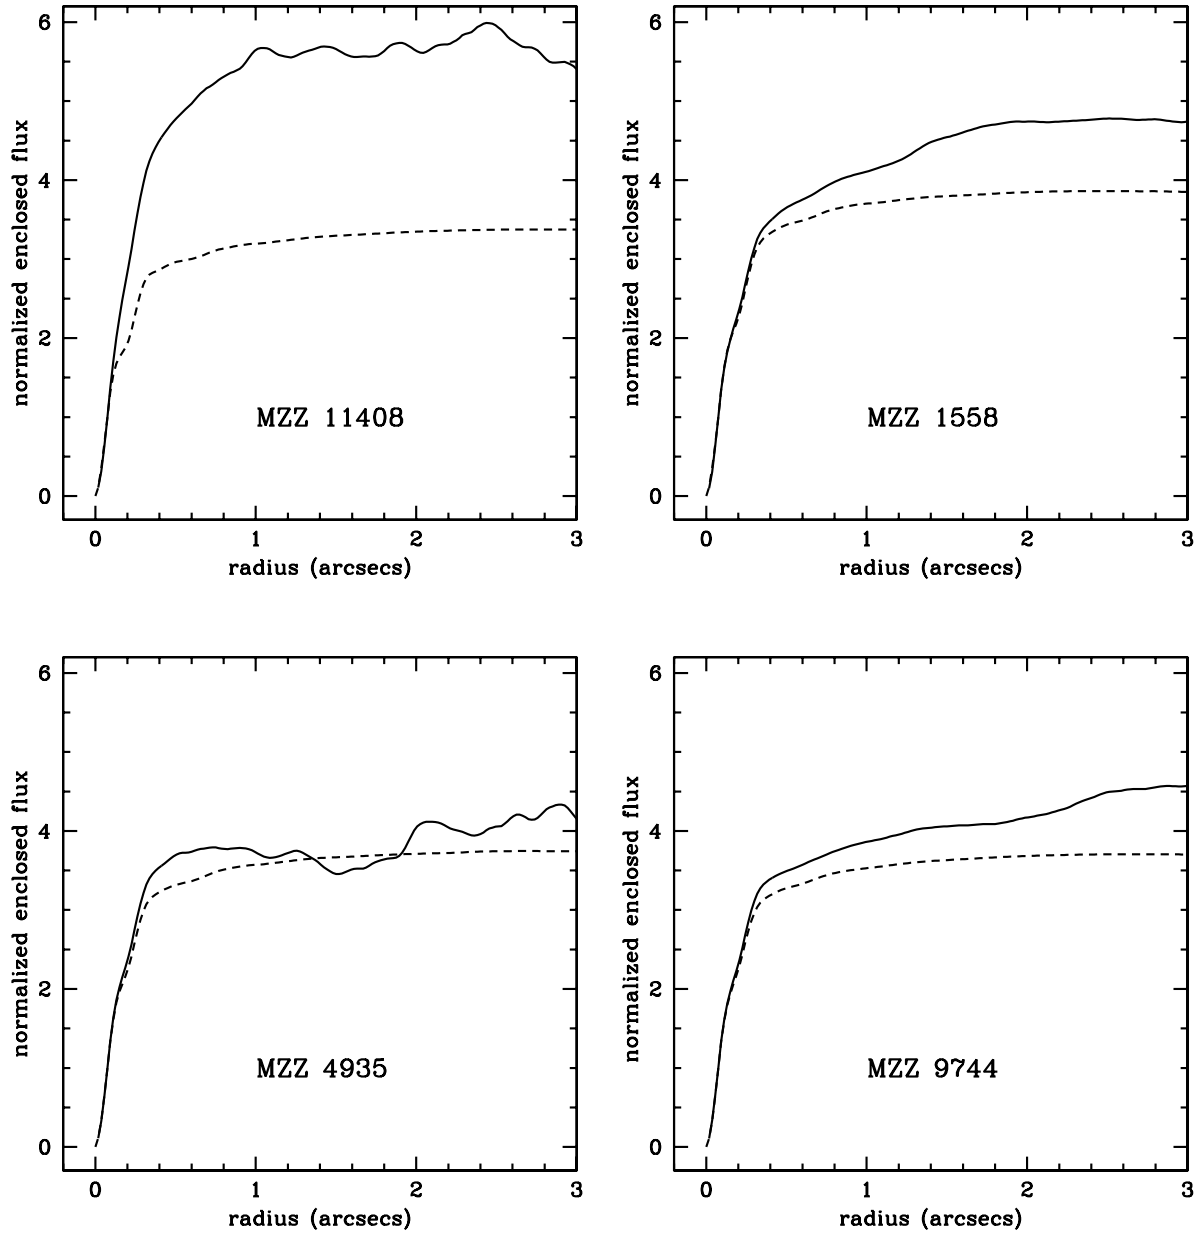 6
4
2
0
normalized enclosed flux
MZZ 11408
0 1 2 3
radius (arcsecs)
6
4
2
0
normalized enclosed flux
MZZ 1558
0 1 2 3
radius (arcsecs)
6
4
2
0
normalized enclosed flux
MZZ 4935
0 1 2 3
radius (arcsecs)
6
4
2
0
normalized enclosed flux
MZZ 9744
0 1 2 3
radius (arcsecs)